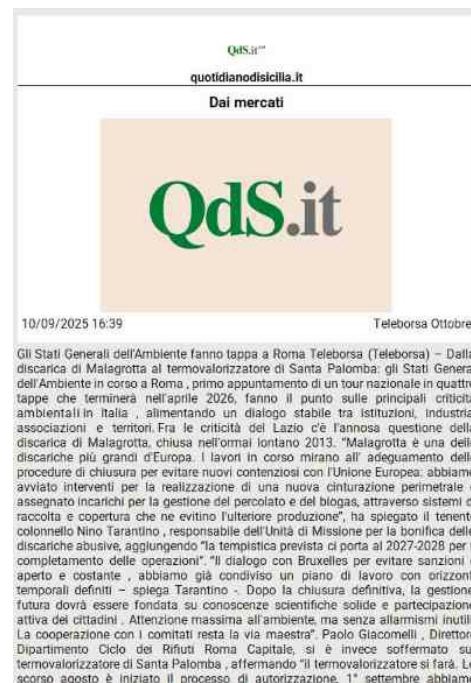 QdS.it
quotidianodisicilia.it
Dai mercati
QdS.it
10/09/2025 16:39 Teleborsa Ottobre
Gli Stati Generali dell'Ambiente fanno tappa a Roma Teleborsa (Teleborsa) – Dalla
discarica di Malagrotta al termovalorizzatore di Santa Palomba: gli Stati General
dell'Ambiente in corso a Roma , primo appuntamento di un tour nazionale in quattro
tappe che terminerà nell'aprile 2026, fanno il punto sulle principali criticità
ambientali in Italia , alimentando un dialogo stabile tra istituzioni, industria
associazioni e territori. Fra le criticità del Lazio c'è l'annosa questione della
discarica di Malagrotta, chiusa nell'ormai lontano 2013. "Malagrotta è una delle
discariche più grandi d'Europa. I lavori in corso mirano all' adeguamento delle
procedure di chiusura per evitare nuovi contenziosi con l'Unione Europea: abbiamo
avviato interventi per la realizzazione di una nuova cinturazione perimetrale e
assegnato incarichi per la gestione del percolato e del biogas, attraverso sistemi d
raccolta e copertura che ne evitino l'ulteriore produzione", ha spiegato il tenente
colonnello Nino Tarantino , responsabile dell'Unità di Missione per la bonifica delle
discariche abusive, aggiungendo "la tempistica prevista ci porta al 2027-2028 per i
completamento delle operazioni". "Il dialogo con Bruxelles per evitare sanzioni è
aperto e costante , abbiamo già condiviso un piano di lavoro con orizzont
temporali definiti – spiega Tarantino -. Dopo la chiusura definitiva, la gestione
futura dovrà essere fondata su conoscenze scientifiche solide e partecipazione
attiva dei cittadini . Attenzione massima all'ambiente, ma senza allarmismi inutili
La cooperazione con i comitati resta la via maestra". Paolo Giacomelli , Direttore
Dipartimento Ciclo dei Rifiuti Roma Capitale, si è invece soffermato su
termovalorizzatore di Santa Palomba , affermando "il termovalorizzatore si farà. Lo
scorso agosto è iniziato il processo di autorizzazione. 1° settembre abbiamo